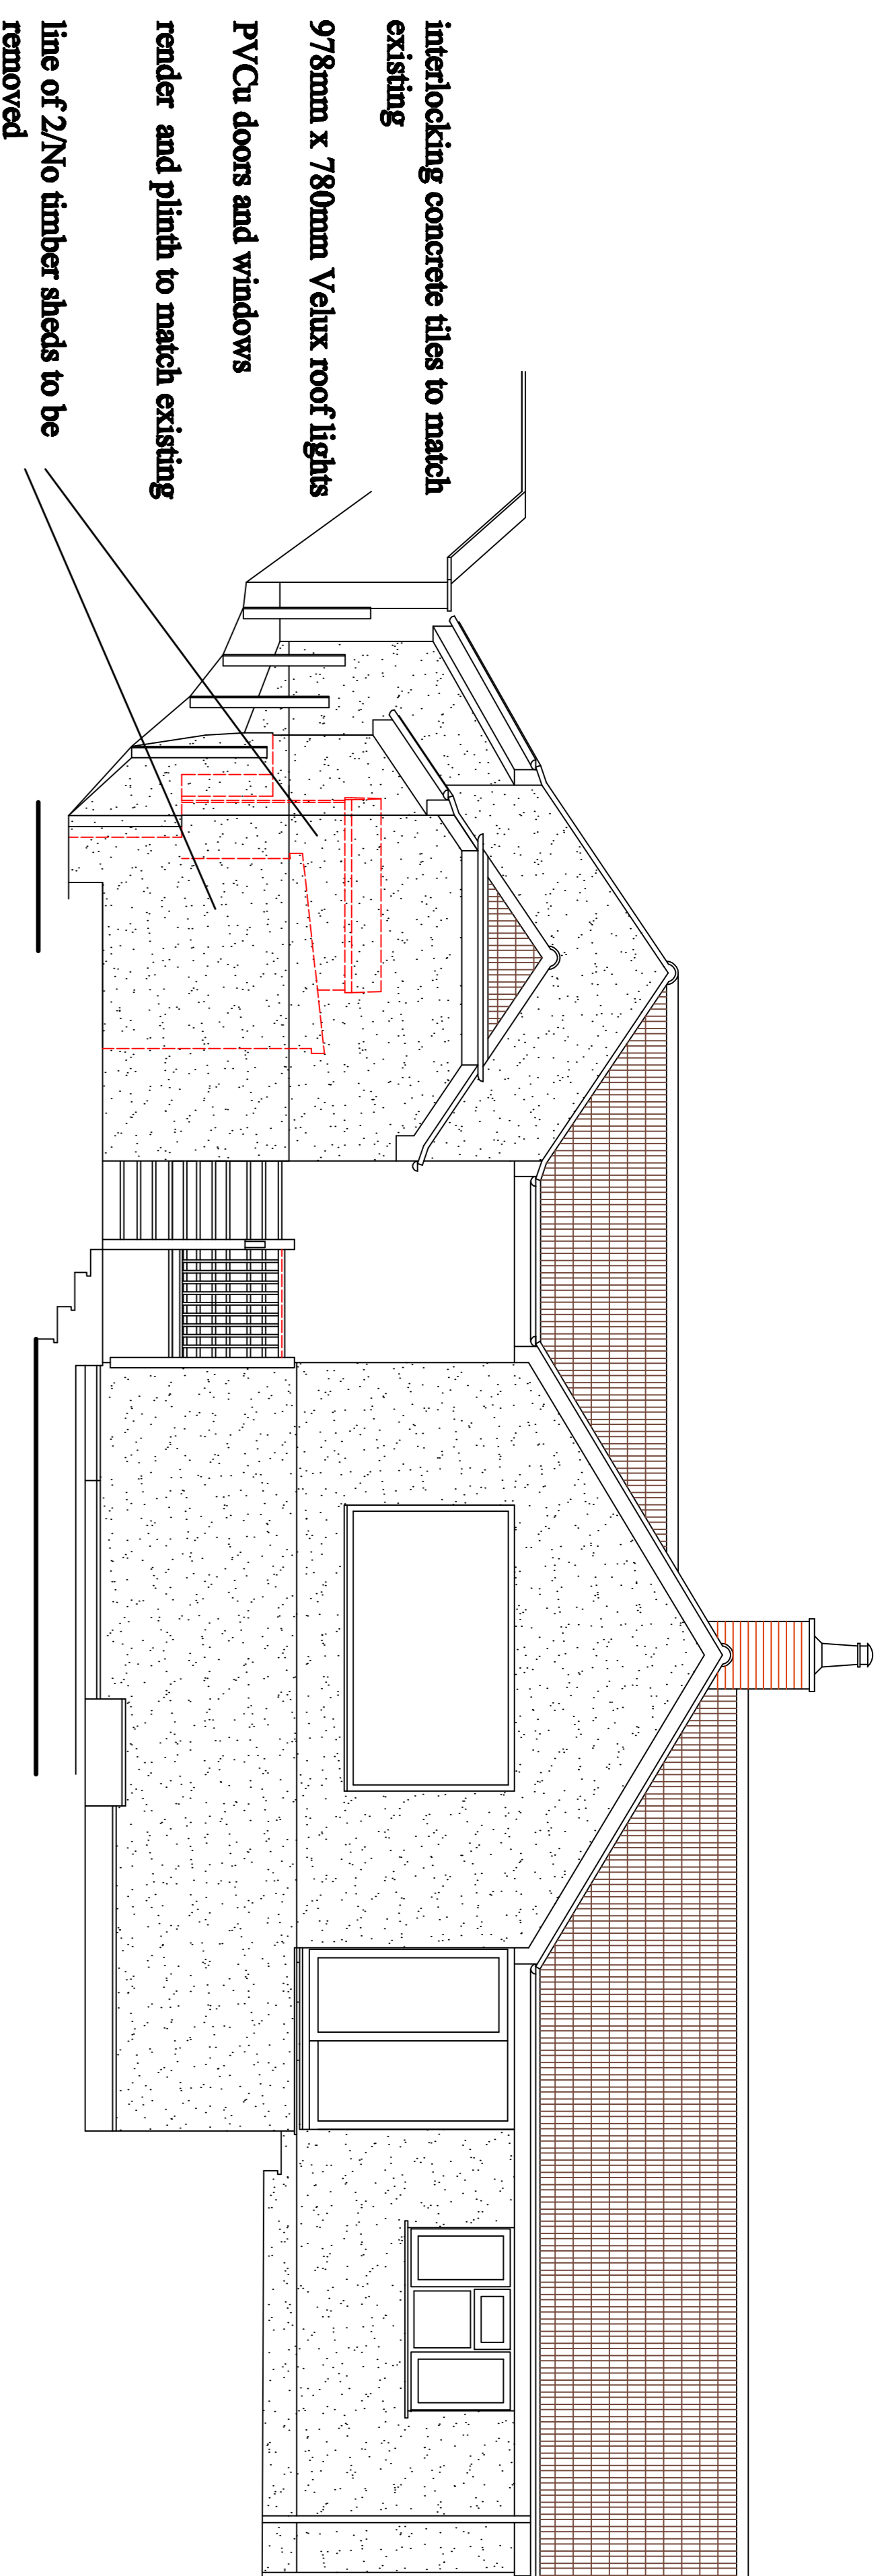 interlocking concrete tiles to match
existing
978mm x 780mm Velux roof lights
PVCu doors and windows
render and plinth to match existing
line of 2/No timber sheds to be
removed